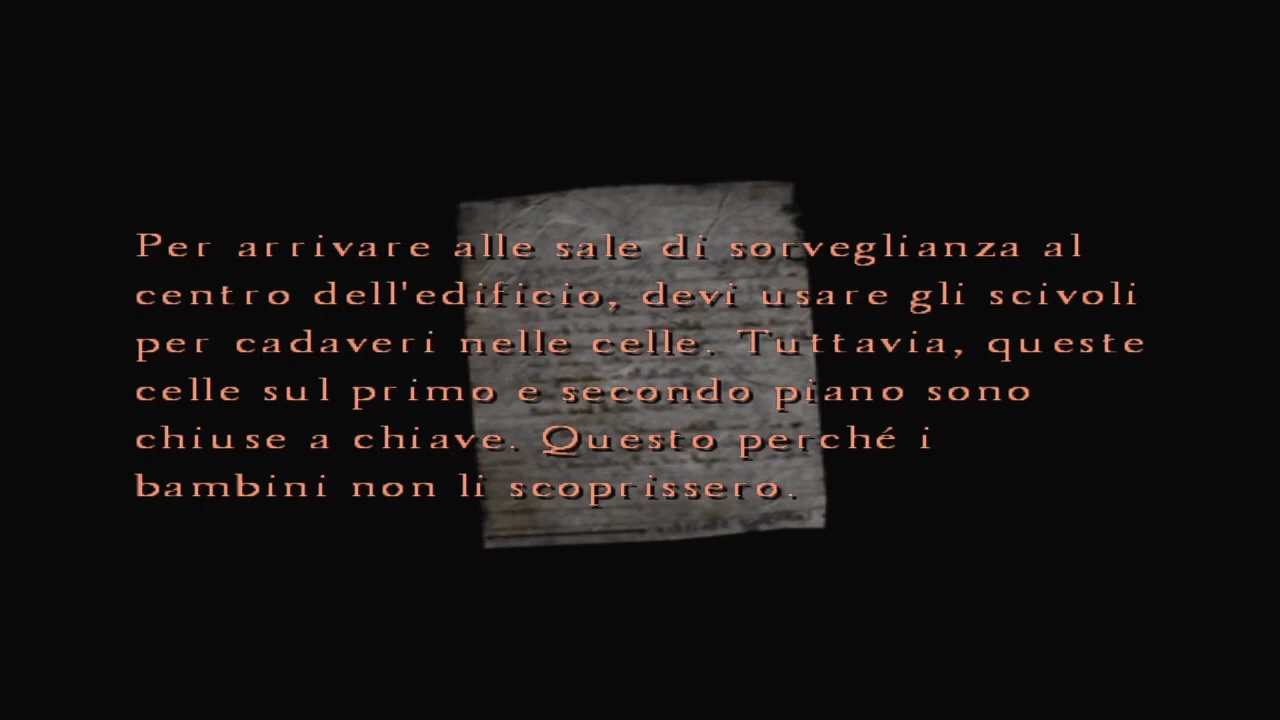 Per arrivare alle sale di sorveglianza al
centro dell'edificio, devi usare gli scivoli
per cadaveri nelle celle. Tuttavia, queste
celle sul primo e secondo piano sono
chiuse a chiave. Questo perché i
bambini non li scoprissero.